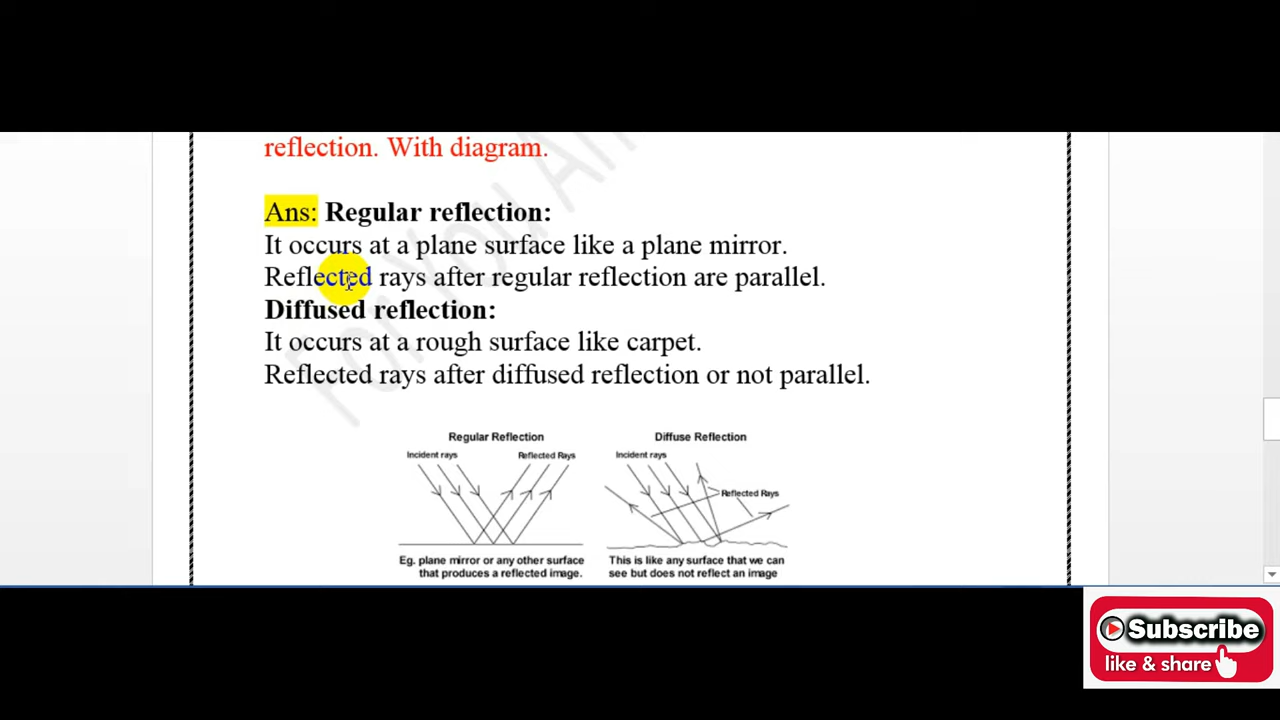 reflection. With diagram.
Ans: Regular reflection:
It occurs at a plane surface like a plane mirror.
Reflected rays after regular reflection are parallel.
Diffused reflection:
It occurs at a rough surface like carpet.
Reflected rays after diffused reflection or not parallel.
Regular Reflection
Incident rays
Reflected Rays
Eg. plane mirror or any other surface
that produces a reflected image.
Diffuse Reflection
Incident rays
Reflected Rays
This is like any surface that we can
see but does not reflect an image
For You
Subscribe
like & share